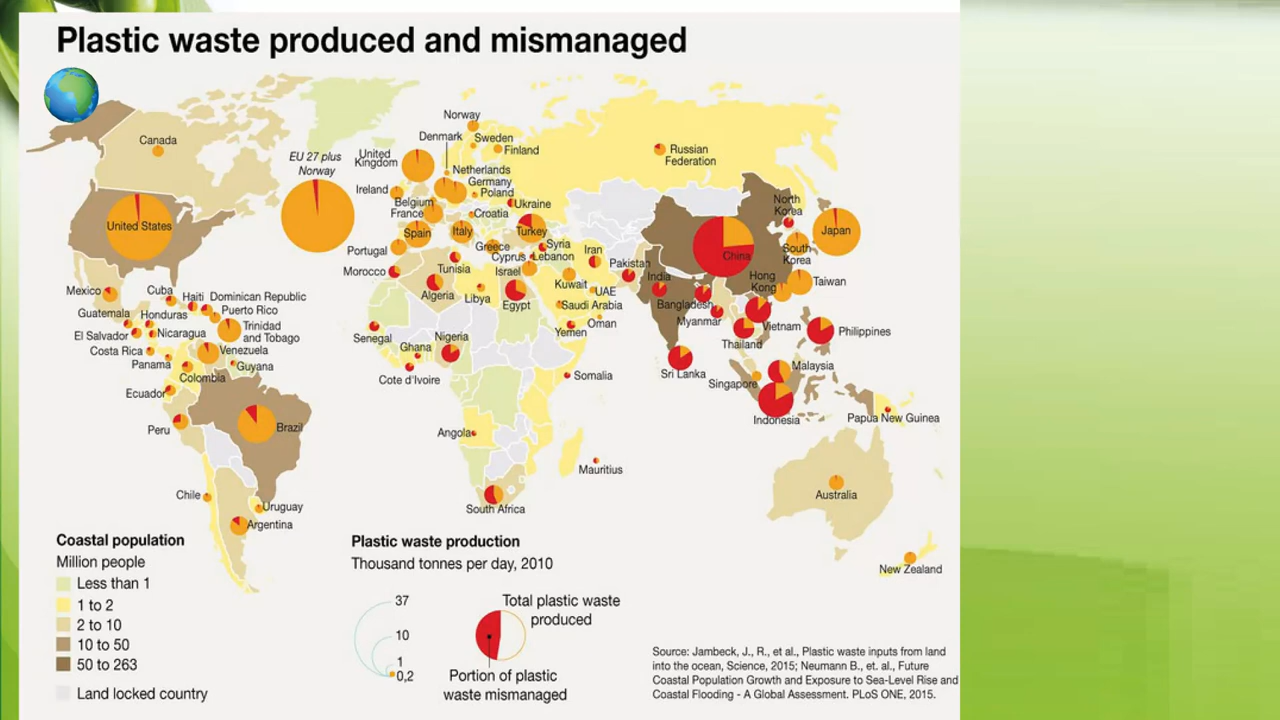 Plastic waste produced and mismanaged
Norway
Canada
Denmark
Sweden
Finland
EU 27 plus
Norway
United
Kingdom
Netherlands
Germany
Poland
Russian
Federation
Ireland
Belgium
France
Croatia
Ukraine
North
Korea
United States
Spain
Italy
Turkey
Japan
Portugal
Greece
Syria
Cyprus
Lebanon
Iran
Pakistan
China
South
Korea
Morocco
Tunisia
Israel
Kuwait
India
Hong
Kong
Taiwan
Mexico
Cuba
Haiti
Dominican Republic
Puerto Rico
Algeria
Libya
Egypt
UAE
Saudi Arabia
Bangladesh
Guatemala
Honduras
Trinidad
and Tobago
Oman
Yemen
Myanmar
Vietnam
Philippines
El Salvador
Nicaragua
Senegal
Ghana
Nigeria
Thailand
Costa Rica
Venezuela
Panama
Guyana
Colombia
Cote d'Ivoire
Somalia
Sri Lanka
Singapore
Malaysia
Ecuador
Indonesia
Papua New Guinea
Peru
Brazil
Angola
Mauritius
Chile
Uruguay
Argentina
South Africa
Australia
New Zealand
Coastal population
Million people
Less than 1
1 to 2
2 to 10
10 to 50
50 to 263
Land locked country
Plastic waste production
Thousand tonnes per day, 2010
37
10
1
0,2
Total plastic waste
produced
Portion of plastic
waste mismanaged
Source: Jambeck, J., R., et al., Plastic waste inputs from land
into the ocean, Science, 2015; Neumann B., et. al., Future
Coastal Population Growth and Exposure to Sea-Level Rise and
Coastal Flooding - A Global Assessment. PLoS ONE, 2015.